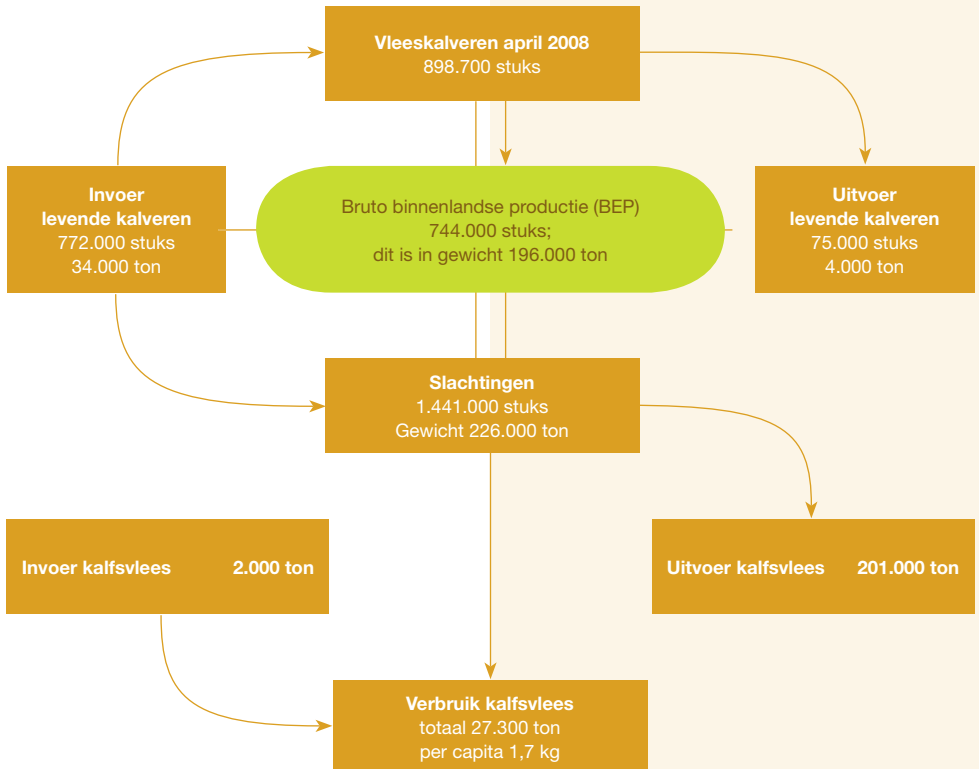 Vleeskalveren april 2008
898.700 stuks
Invoer
levende kalveren
772.000 stuks
34.000 ton
Bruto binnenlandse productie (BEP)
744.000 stuks;
dit is in gewicht 196.000 ton
Uitvoer
levende kalveren
75.000 stuks
4.000 ton
Slachtingen
1.441.000 stuks
Gewicht 226.000 ton
Invoer kalfsvlees 2.000 ton
Uitvoer kalfsvlees 201.000 ton
Verbruik kalfsvlees
totaal 27.300 ton
per capita 1,7 kg